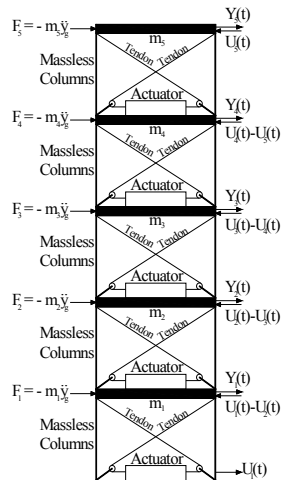 Y₅(t)
F₅ = - m₅ÿg
m₅
U₅(t)
Massless
Columns
Tendon Tendon
Actuator
Y₄(t)
F₄ = - m₄ÿg
m₄
U₄(t)-U₅(t)
Massless
Columns
Tendon Tendon
Actuator
Y₃(t)
F₃ = - m₃ÿg
m₃
U₃(t)-U₄(t)
Massless
Columns
Tendon Tendon
Actuator
F₂ = - m₂ÿg
m₂
U₂(t)-U₃(t)
Massless
Columns
Tendon Tendon
Actuator
Y₁(t)
F₁ = - m₁ÿg
m₁
U₁(t)-U₂(t)
Massless
Columns
Tendon Tendon
Actuator
U₁(t)